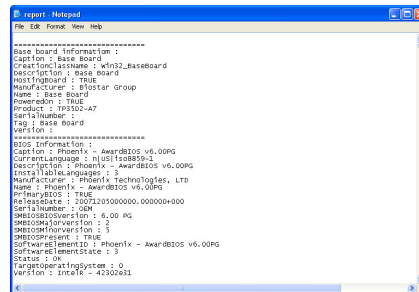 report - Notepad
File Edit Format View Help
==============================
Base board informatiom :
Caption : Base Board
CreationClassName : Win32_BaseBoard
Description : Base Board
HostingBoard : TRUE
Manufacturer : Biostar Group
Name : Base Board
PoweredOn : TRUE
Product : TP35D2-A7
SerialNumber :
Tag : Base Board
Version :
==============================
BIOS Information :
Caption : Phoenix - AwardBIOS v6.00PG
CurrentLanguage : n|US|iso8859-1
Description : Phoenix - AwardBIOS v6.00PG
InstallableLanguages : 3
Manufacturer : Phoenix Technologies, LTD
Name : Phoenix - AwardBIOS v6.00PG
PrimaryBIOS : TRUE
ReleaseDate : 20071205000000.000000+000
SerialNumber : OEM
SMBIOSBIOSVersion : 6.00 PG
SMBIOSMajorVersion : 2
SMBIOSMinorVersion : 5
SMBIOSPresent : TRUE
SoftwareElementID : Phoenix - AwardBIOS v6.00PG
SoftwareElementState : 3
Status : OK
TargetOperatingSystem : 0
Version : IntelR - 42302e31